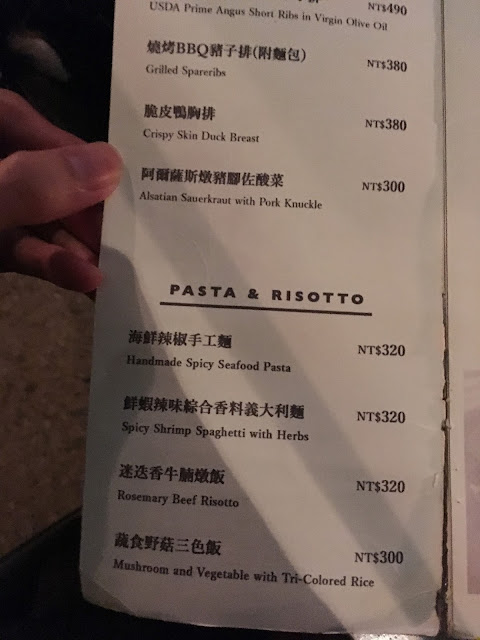 NT$490
USDA Prime Angus Short Ribs in Virgin Olive Oil
燒烤BBQ豬子排(附麵包) NT$380
Grilled Spareribs
脆皮鴨胸排 NT$380
Crispy Skin Duck Breast
阿爾薩斯燉豬腳佐酸菜 NT$300
Alsatian Sauerkraut with Pork Knuckle
PASTA & RISOTTO
海鮮辣椒手工麵 NT$320
Handmade Spicy Seafood Pasta
鮮蝦辣味綜合香料義大利麵 NT$320
Spicy Shrimp Spaghetti with Herbs
迷迭香牛腩燉飯 NT$320
Rosemary Beef Risotto
蔬食野菇三色飯 NT$300
Mushroom and Vegetable with Tri-Colored Rice